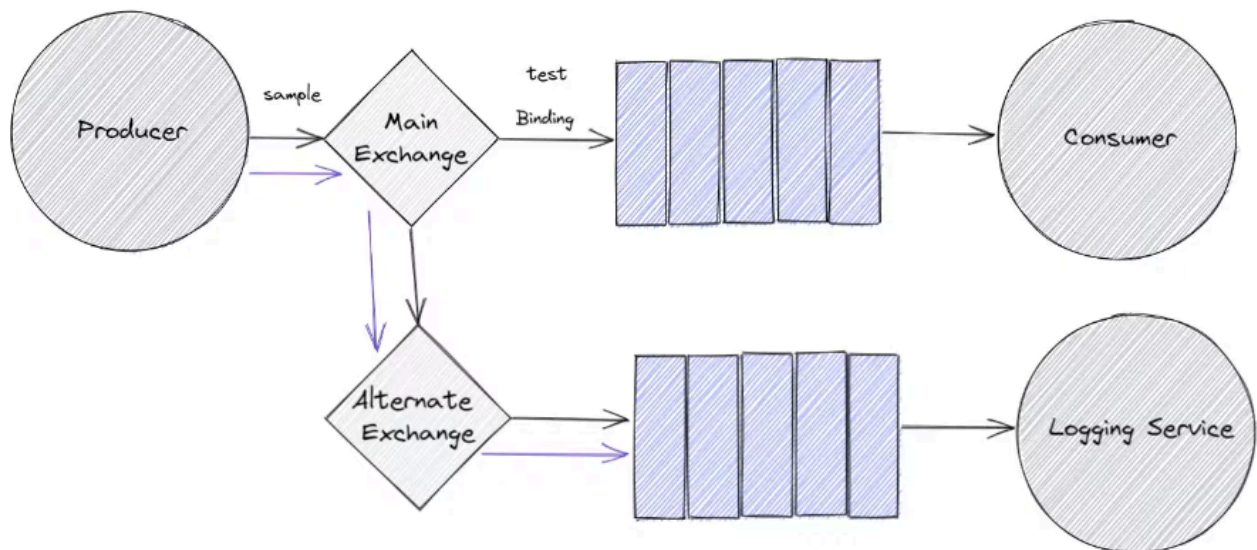 Producer
sample
Main
Exchange
test
Binding
Consumer
Alternate
Exchange
Logging Service